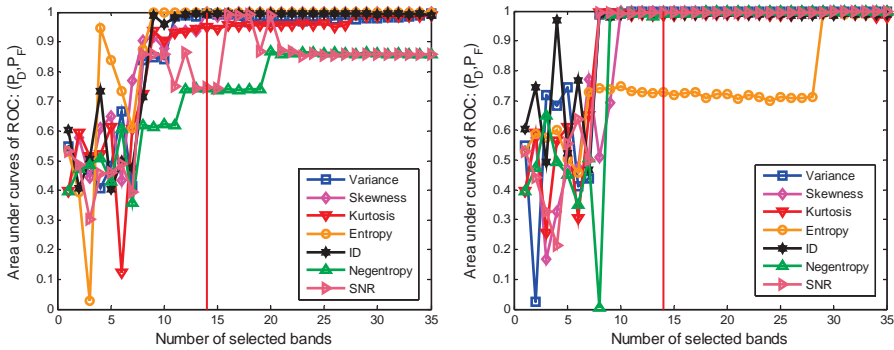 Area under curves of ROC: (P_D,P_F)
1
0.9
0.8
0.7
0.6
0.5
0.4
0.3
0.2
0.1
0
Variance
Skewness
Kurtosis
Entropy
ID
Negentropy
SNR
0 5 10 15 20 25 30 35
Number of selected bands
Area under curves of ROC: (P_D,P_F)
1
0.9
0.8
0.7
0.6
0.5
0.4
0.3
0.2
0.1
0
Variance
Skewness
Kurtosis
Entropy
ID
Negentropy
SNR
0 5 10 15 20 25 30 35
Number of selected bands